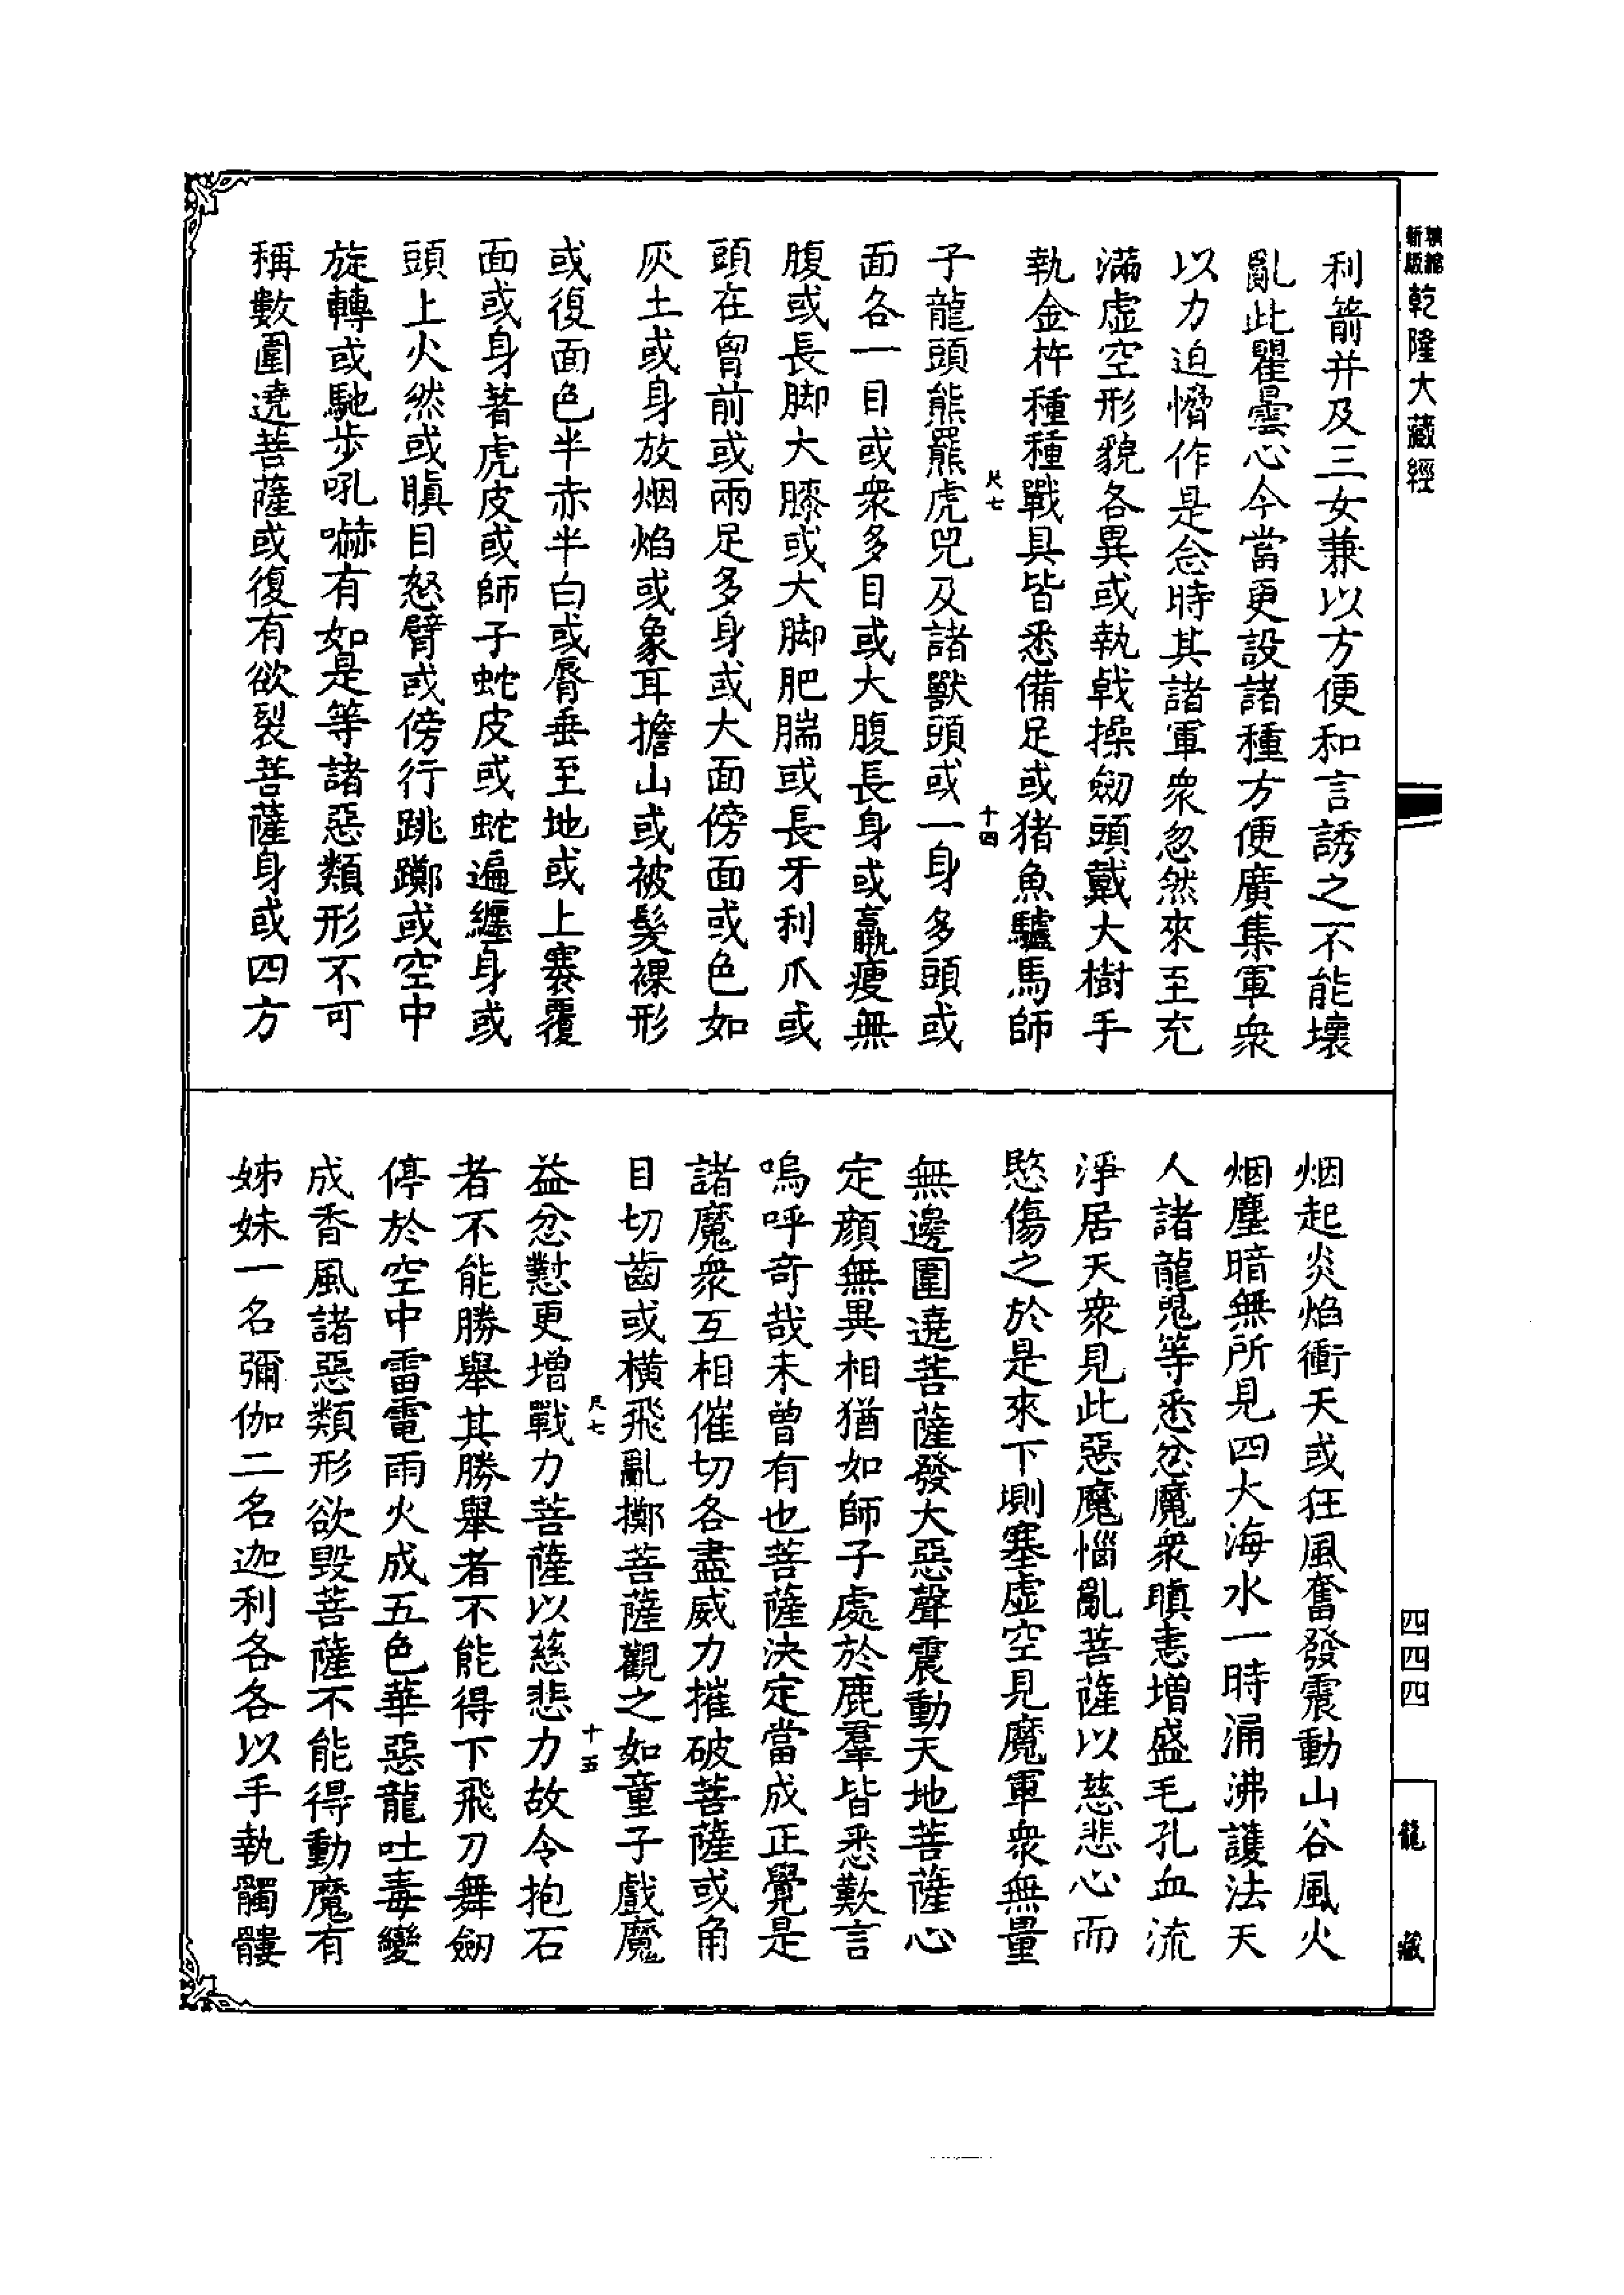 乾隆大藏經
利箭并及三女兼以方便和言誘之不能壞
亂此瞿曇心今當更設諸種方便廣集軍衆
以力迫愶作是念時其諸軍衆忽然來至充
滿虛空形貌各異或執戟操劒頭戴大樹手
執金杵種種戰具皆悉備足或猪魚驢馬師
尺七
十四
子龍頭熊羆虎兕及諸獸頭或一身多頭或
面各一目或衆多目或大腹長身或羸瘦無
腹或長脚大膝或大脚肥腨或長牙利爪或
頭在胷前或兩足多身或大面傍面或色如
灰土或身放烟焰或象耳擔山或被髮裸形
或復面色半赤半白或脣垂至地或上褰覆
面或身著虎皮或師子蛇皮或蛇遍纏身或
頭上火然或瞋目怒臂或傍行跳躑或空中
旋轉或馳步吼嚇有如是等諸惡類形不可
稱數圍遶菩薩或復有欲裂菩薩身或四方
烟起炎焰衝天或狂風奮發震動山谷風火
烟塵暗無所見四大海水一時涌沸護法天
人諸龍鬼等悉忿魔衆瞋恚增盛毛孔血流
淨居天衆見此惡魔惱亂菩薩以慈悲心而
愍傷之於是來下側塞虛空見魔軍衆無量
無邊圍遶菩薩發大惡聲震動天地菩薩心
定顏無異相猶如師子處於鹿羣皆悉歎言
嗚呼奇哉未曾有也菩薩決定當成正覺是
諸魔衆互相催切各盡威力摧破菩薩或角
目切齒或橫飛亂擲菩薩觀之如童子戲魔
尺七
十五
益忿懟更增戰力菩薩以慈悲力故令抱石
者不能勝舉其勝舉者不能得下飛刀舞劒
停於空中雷電雨火成五色華惡龍吐毒變
成香風諸惡類形欲毀菩薩不能得動魔有
姊妹一名彌伽二名迦利各各以手執髑髏
四四四
龍藏